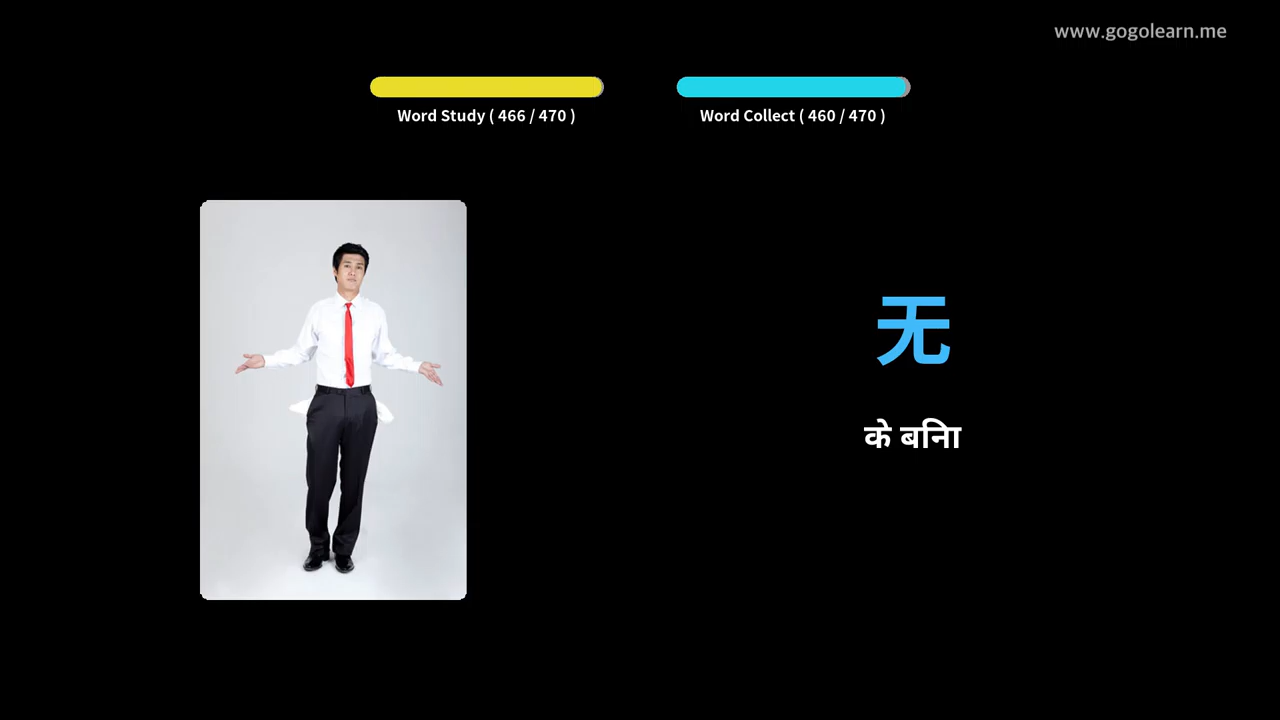 www.gogolearn.me
Word Study ( 466 / 470 )
Word Collect ( 460 / 470 )
无
के बिना